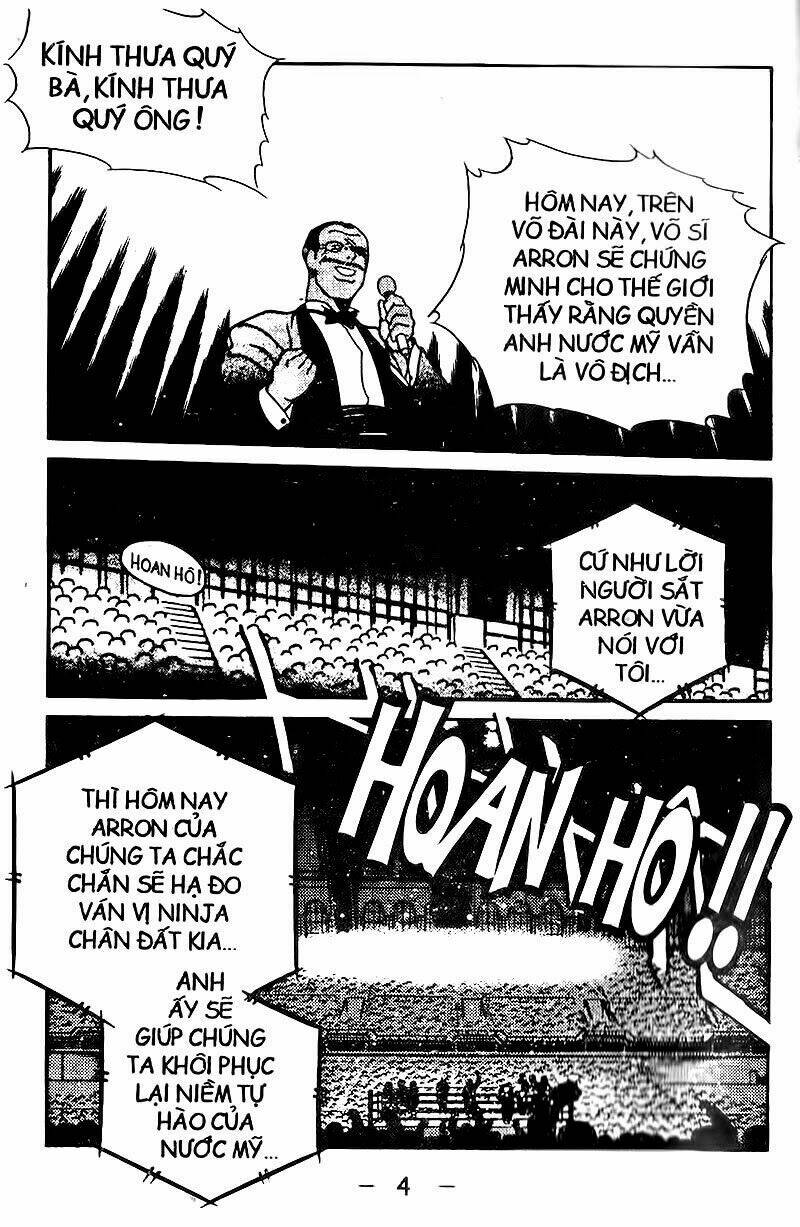 KÍNH THƯA QUÝ
BÀ, KÍNH THƯA
QUÝ ÔNG!
HÔM NAY, TRÊN
VÕ ĐÀI NÀY, VÕ SĨ
ARRON SẼ CHỨNG
MINH CHO THẾ GIỚI
THẤY RẰNG QUYỀN
ANH NƯỚC MỸ VẪN
LÀ VÔ ĐỊCH...
HOAN HÔ!
CỨ NHƯ LỜI
NGƯỜI SẮT
ARRON VỪA
NÓI VỚI
TÔI...
HOÀN HÔ!!
THÌ HÔM NAY
ARRON CỦA
CHÚNG TA CHẮC
CHẮN SẼ HẠ ĐO
VÁN VỊ NINJA
CHÂN ĐẤT KIA...
ANH
ẤY SẼ
GIÚP CHÚNG
TA KHÔI PHỤC
LẠI NIỀM TỰ
HÀO CỦA
NƯỚC MỸ...
- 4 -